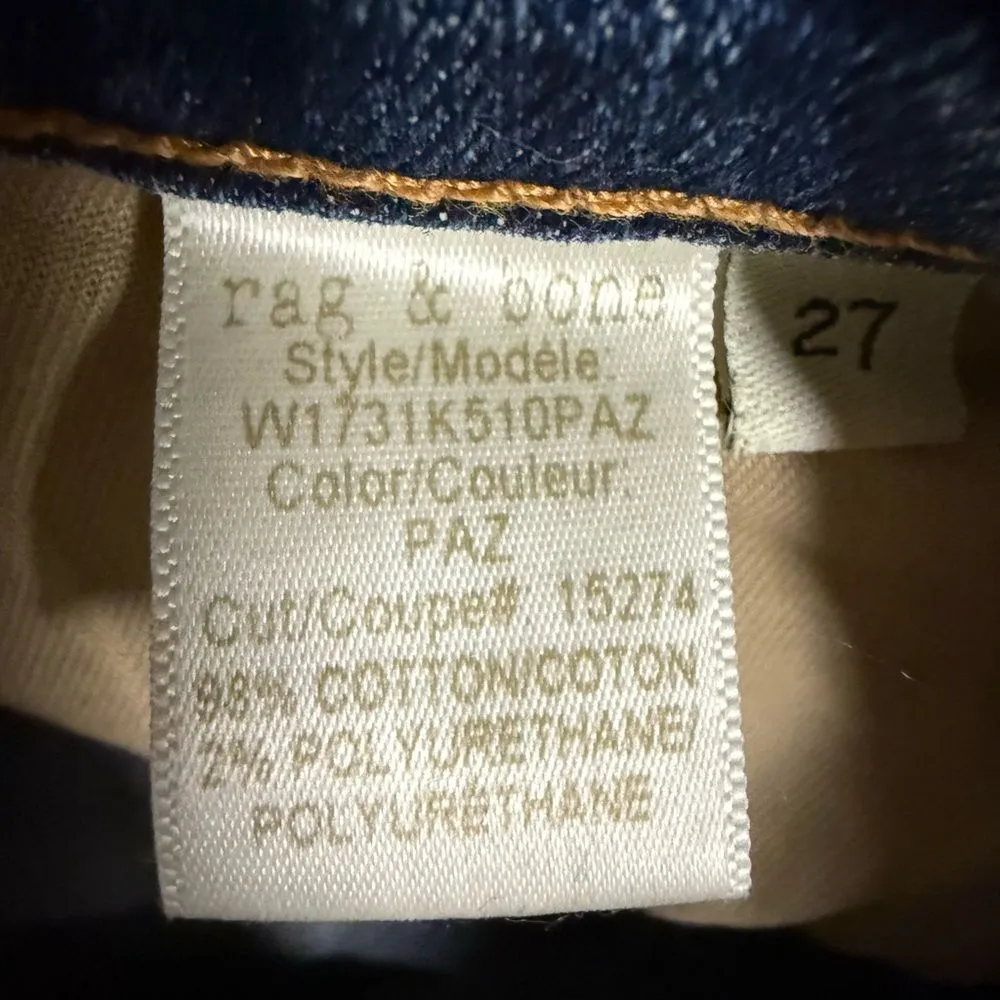 rag & bone
Style/Modèle:
W1731K510PAZ
Color/Couleur:
PAZ
Cut/Coupe#: 15274
98% COTTON/COTON
2% POLYURETHANE/
POLYURÉTHANE
27